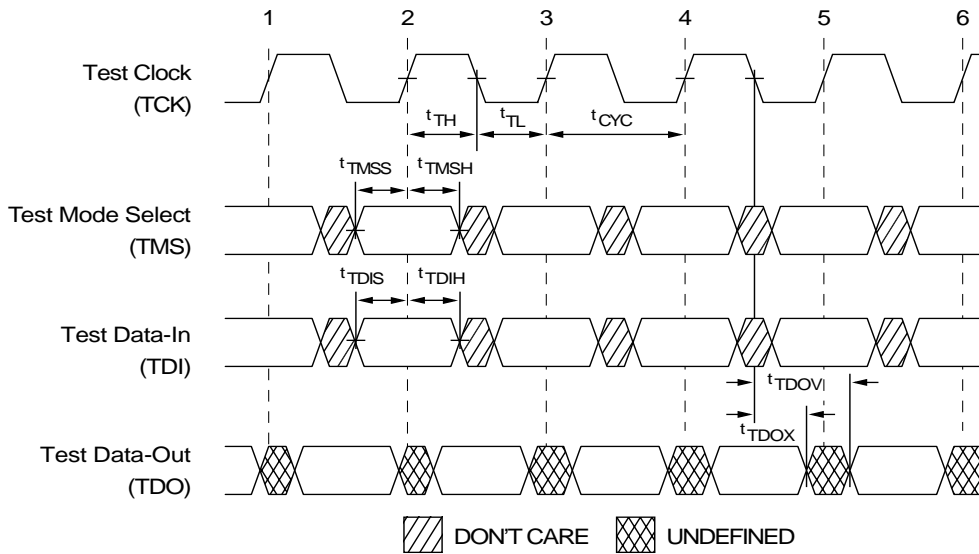 1 2 3 4 5 6
Test Clock
(TCK)
tTH tTL tCYC
tTMSS tTMSH
Test Mode Select
(TMS)
tTDIS tTDIH
Test Data-In
(TDI)
tTDOV
tTDOX
Test Data-Out
(TDO)
DON'T CARE UNDEFINED